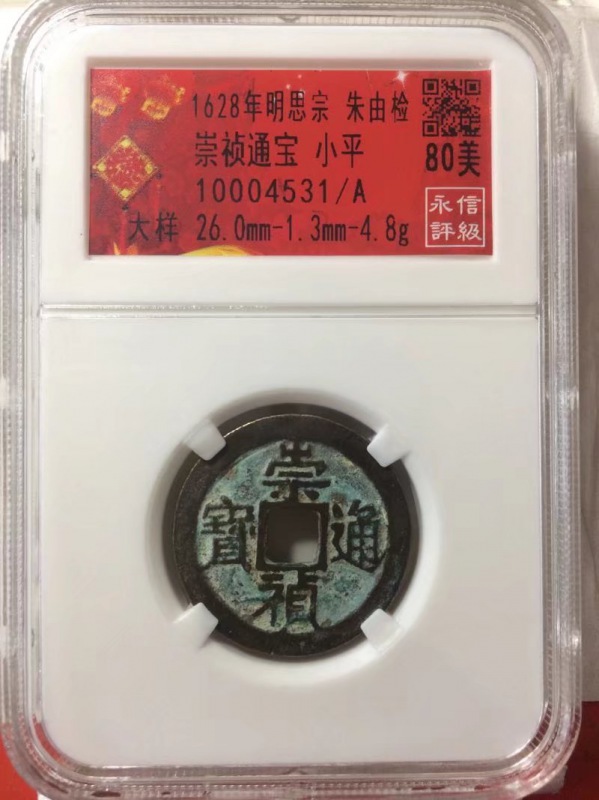 1628年明思宗 朱由检
崇祯通宝 小平
80美
10004531/A
大样 26.0mm-1.3mm-4.8g
永信
評級
崇
寶 通
禎